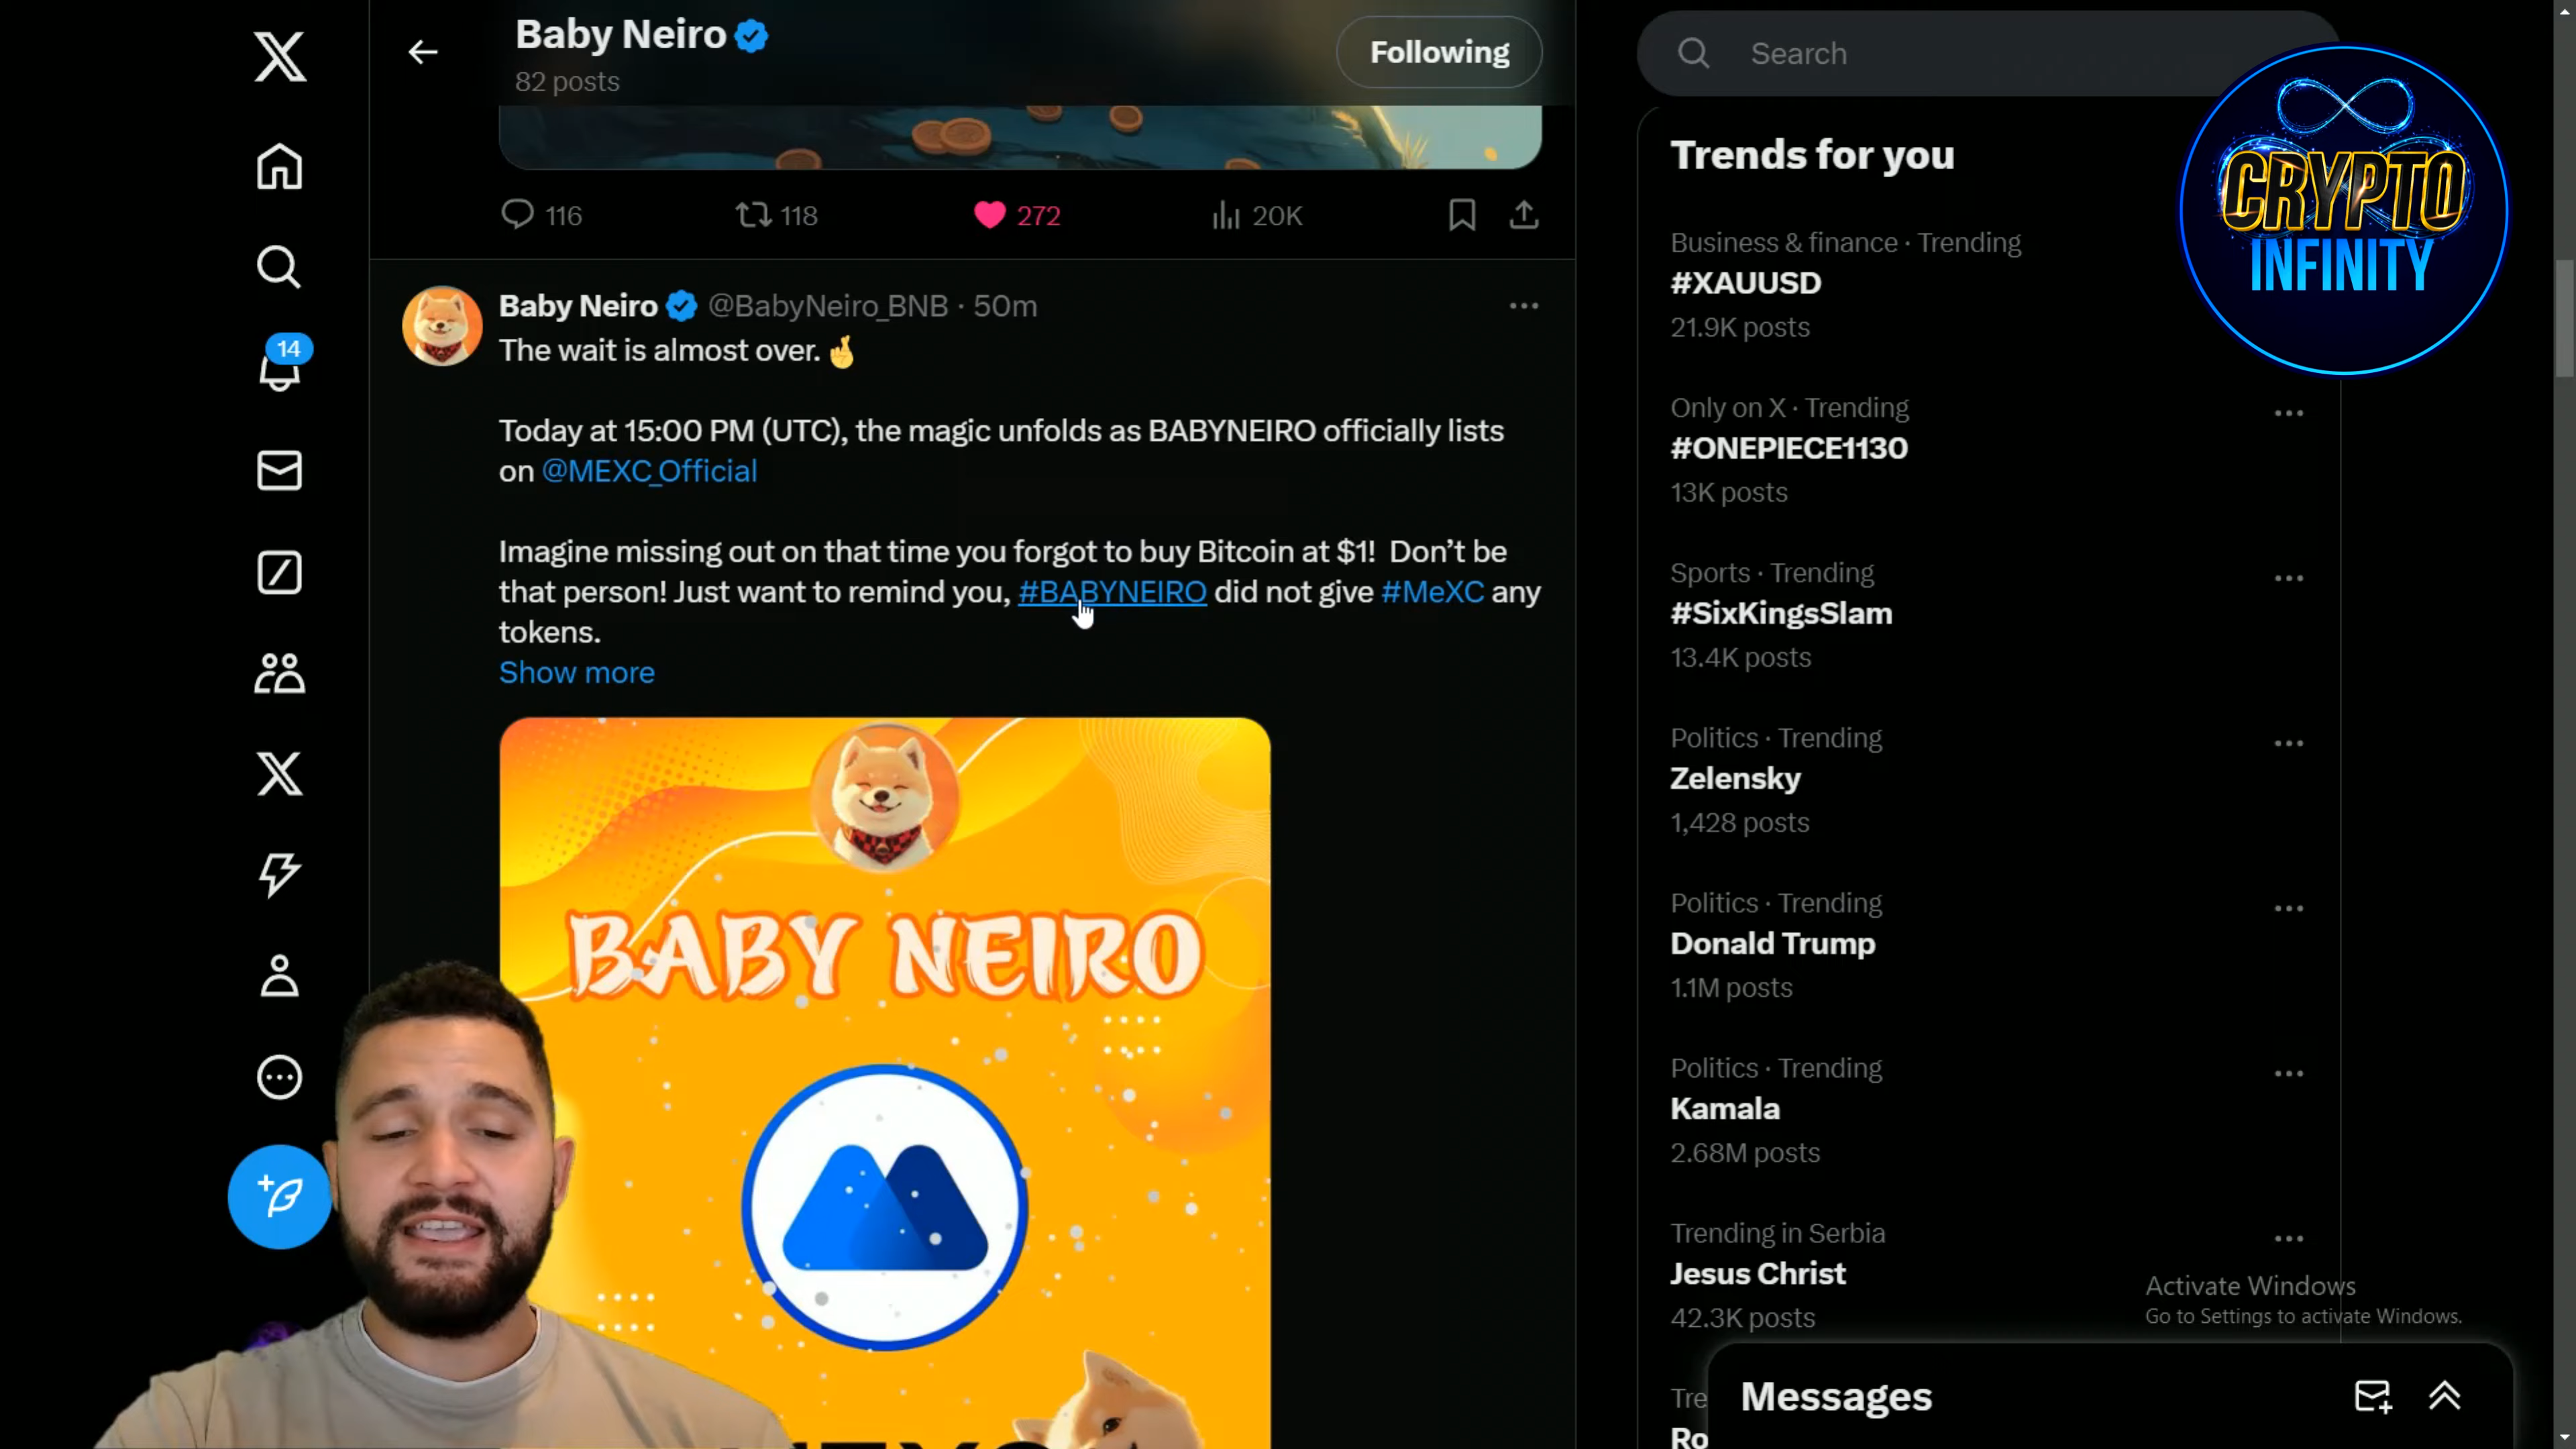 Baby Neiro
82 posts
Following
116
118
272
20K
Baby Neiro @BabyNeiro_BNB · 50m
The wait is almost over.
Today at 15:00 PM (UTC), the magic unfolds as BABYNEIRO officially lists
on @MEXC_Official
Imagine missing out on that time you forgot to buy Bitcoin at $1! Don't be
that person! Just want to remind you, #BABYNEIRO did not give #MeXC any
tokens.
Show more
BABY NEIRO
14
Search
CRYPTO
INFINITY
Trends for you
Business & finance · Trending
#XAUUSD
21.9K posts
Only on X · Trending
#ONEPIECE1130
13K posts
Sports · Trending
#SixKingsSlam
13.4K posts
Politics · Trending
Zelensky
1,428 posts
Politics · Trending
Donald Trump
1.1M posts
Politics · Trending
Kamala
2.68M posts
Trending in Serbia
Jesus Christ
42.3K posts
Activate Windows
Go to Settings to activate Windows.
Messages